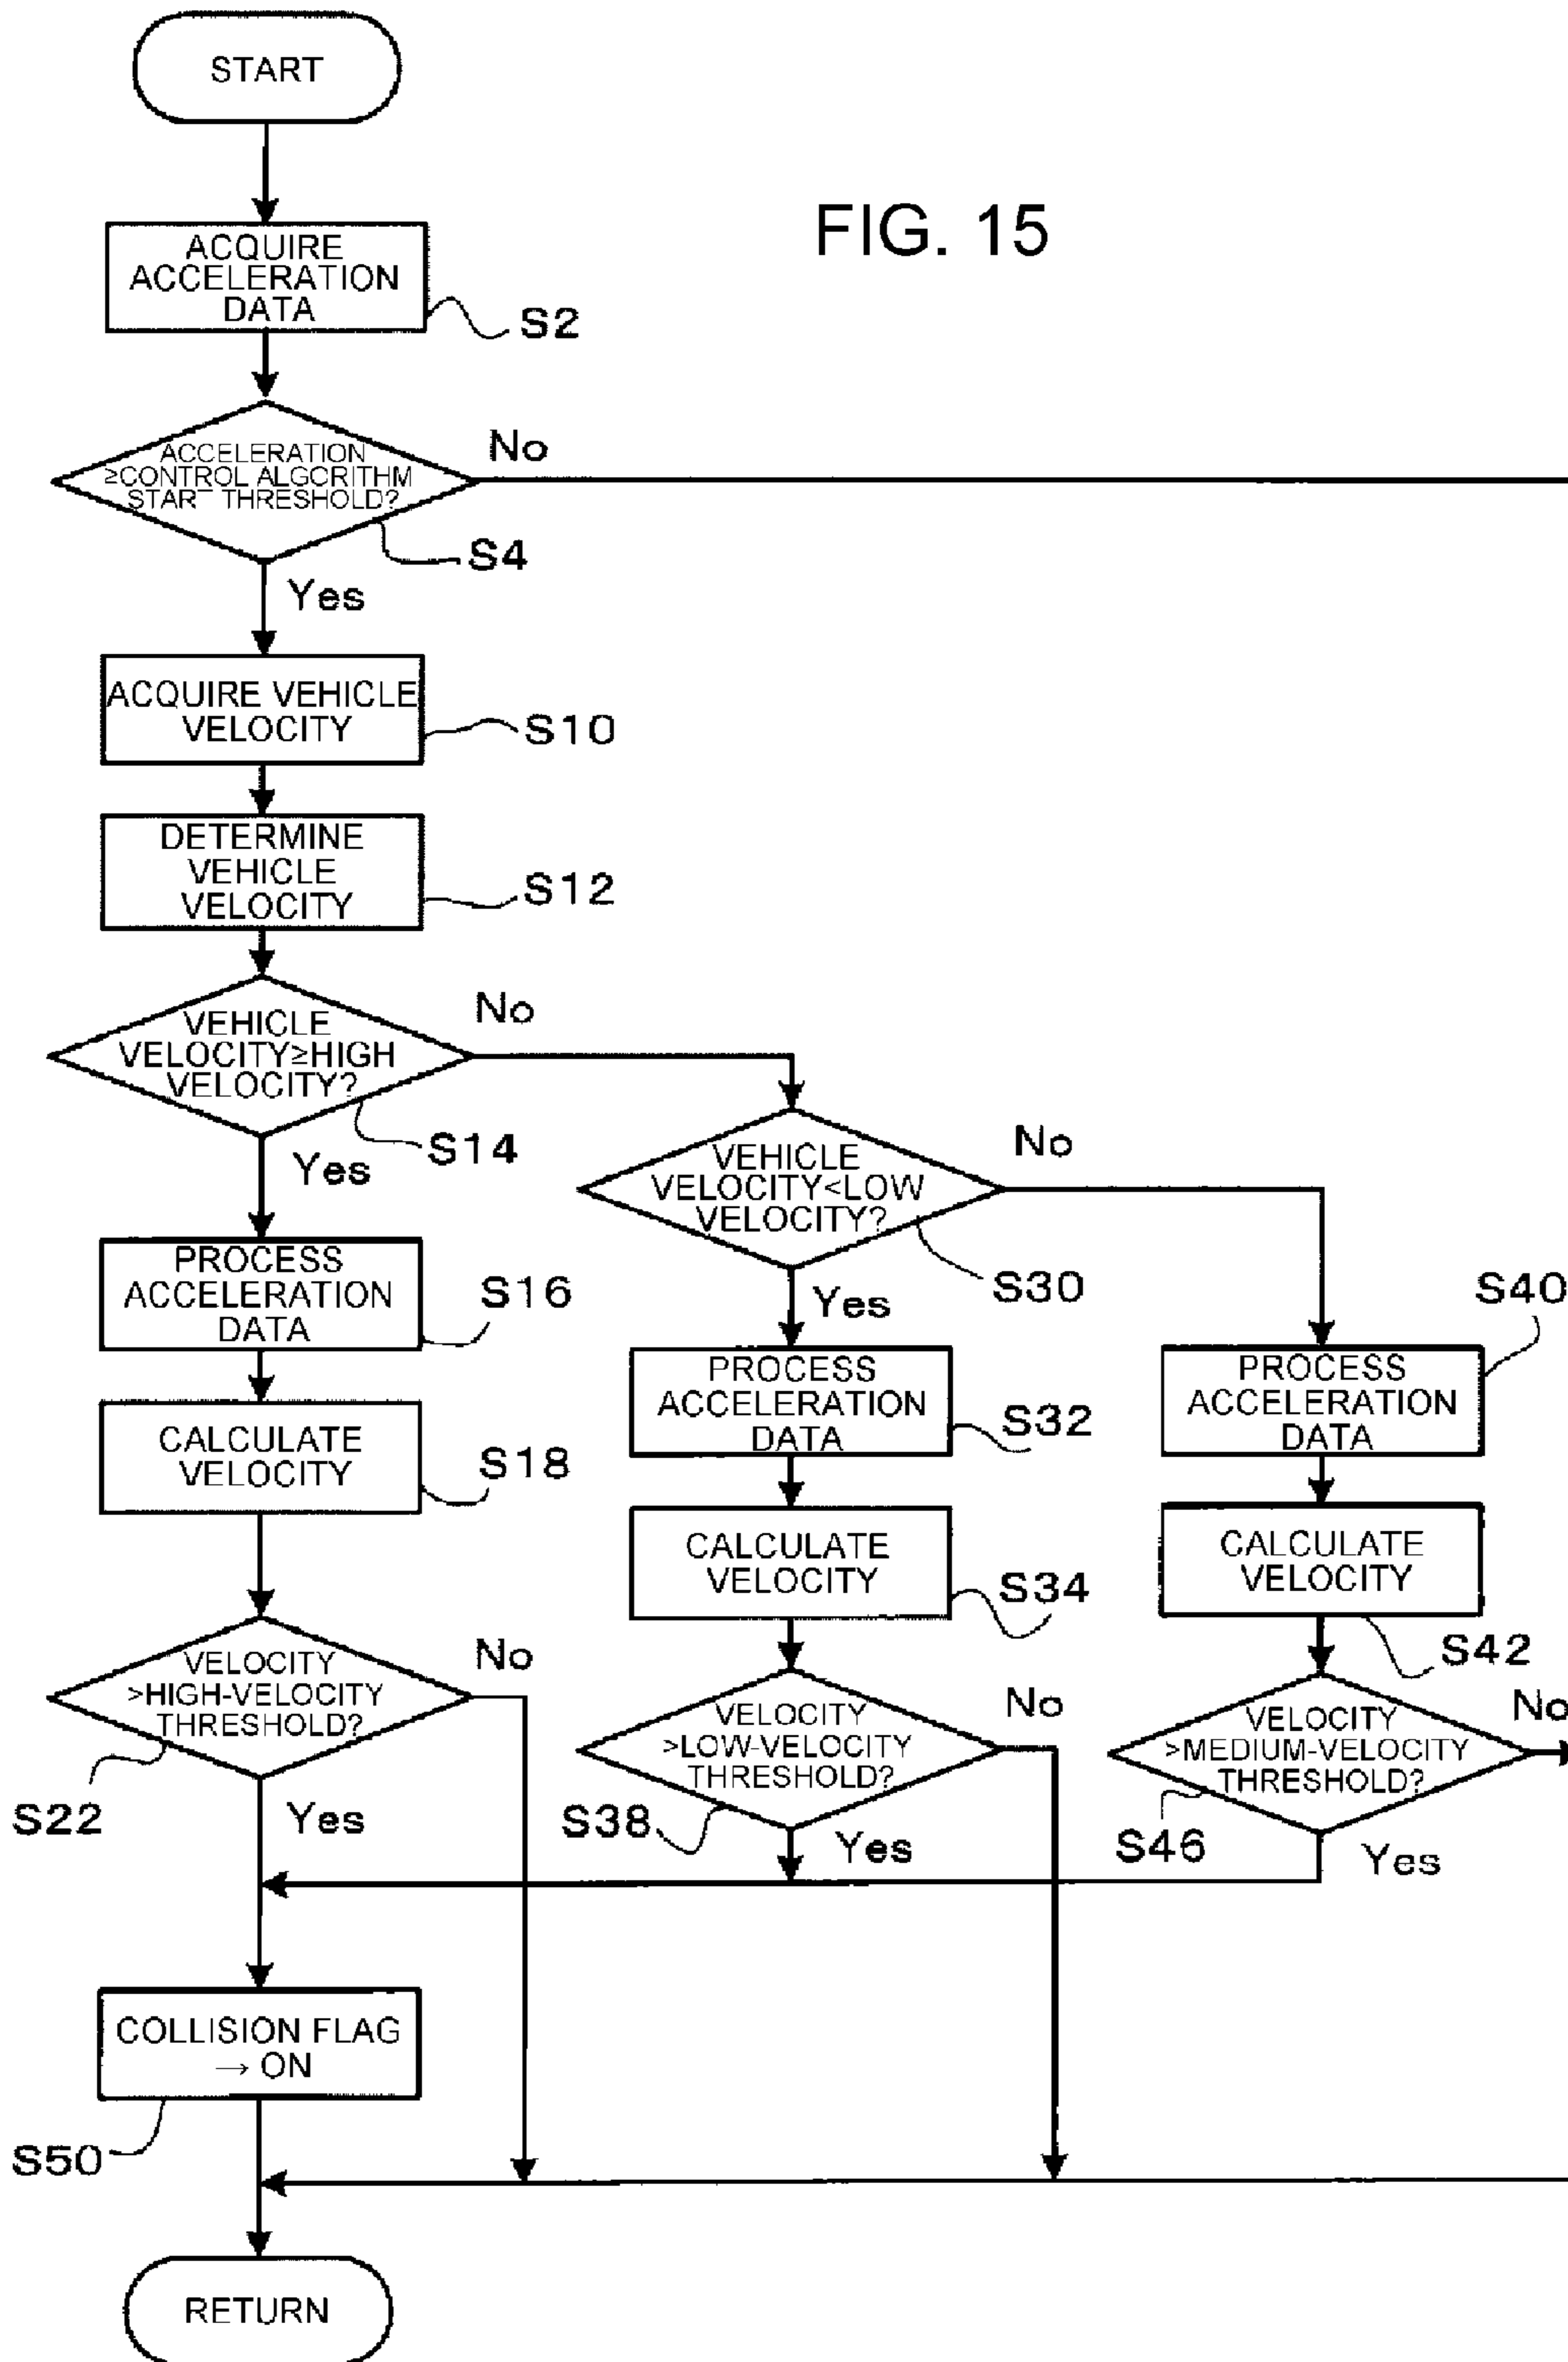 START
FIG. 15
ACQUIRE
ACCELERATION
DATA
S2
ACCELERATION
≥CONTROL ALGORITHM
START THRESHOLD?
No
S4
Yes
ACQUIRE VEHICLE
VELOCITY
S10
DETERMINE
VEHICLE
VELOCITY
S12
VEHICLE
VELOCITY≥HIGH
VELOCITY?
No
S14
Yes
VEHICLE
VELOCITY<LOW
VELOCITY?
No
S30
Yes
PROCESS
ACCELERATION
DATA
S16
CALCULATE
VELOCITY
S18
PROCESS
ACCELERATION
DATA
S32
PROCESS
ACCELERATION
DATA
S40
CALCULATE
VELOCITY
S34
CALCULATE
VELOCITY
S42
VELOCITY
>HIGH-VELOCITY
THRESHOLD?
No
S22
Yes
VELOCITY
>LOW-VELOCITY
THRESHOLD?
No
S38
Yes
VELOCITY
>MEDIUM-VELOCITY
THRESHOLD?
No
S46
Yes
COLLISION FLAG
→ ON
S50
RETURN